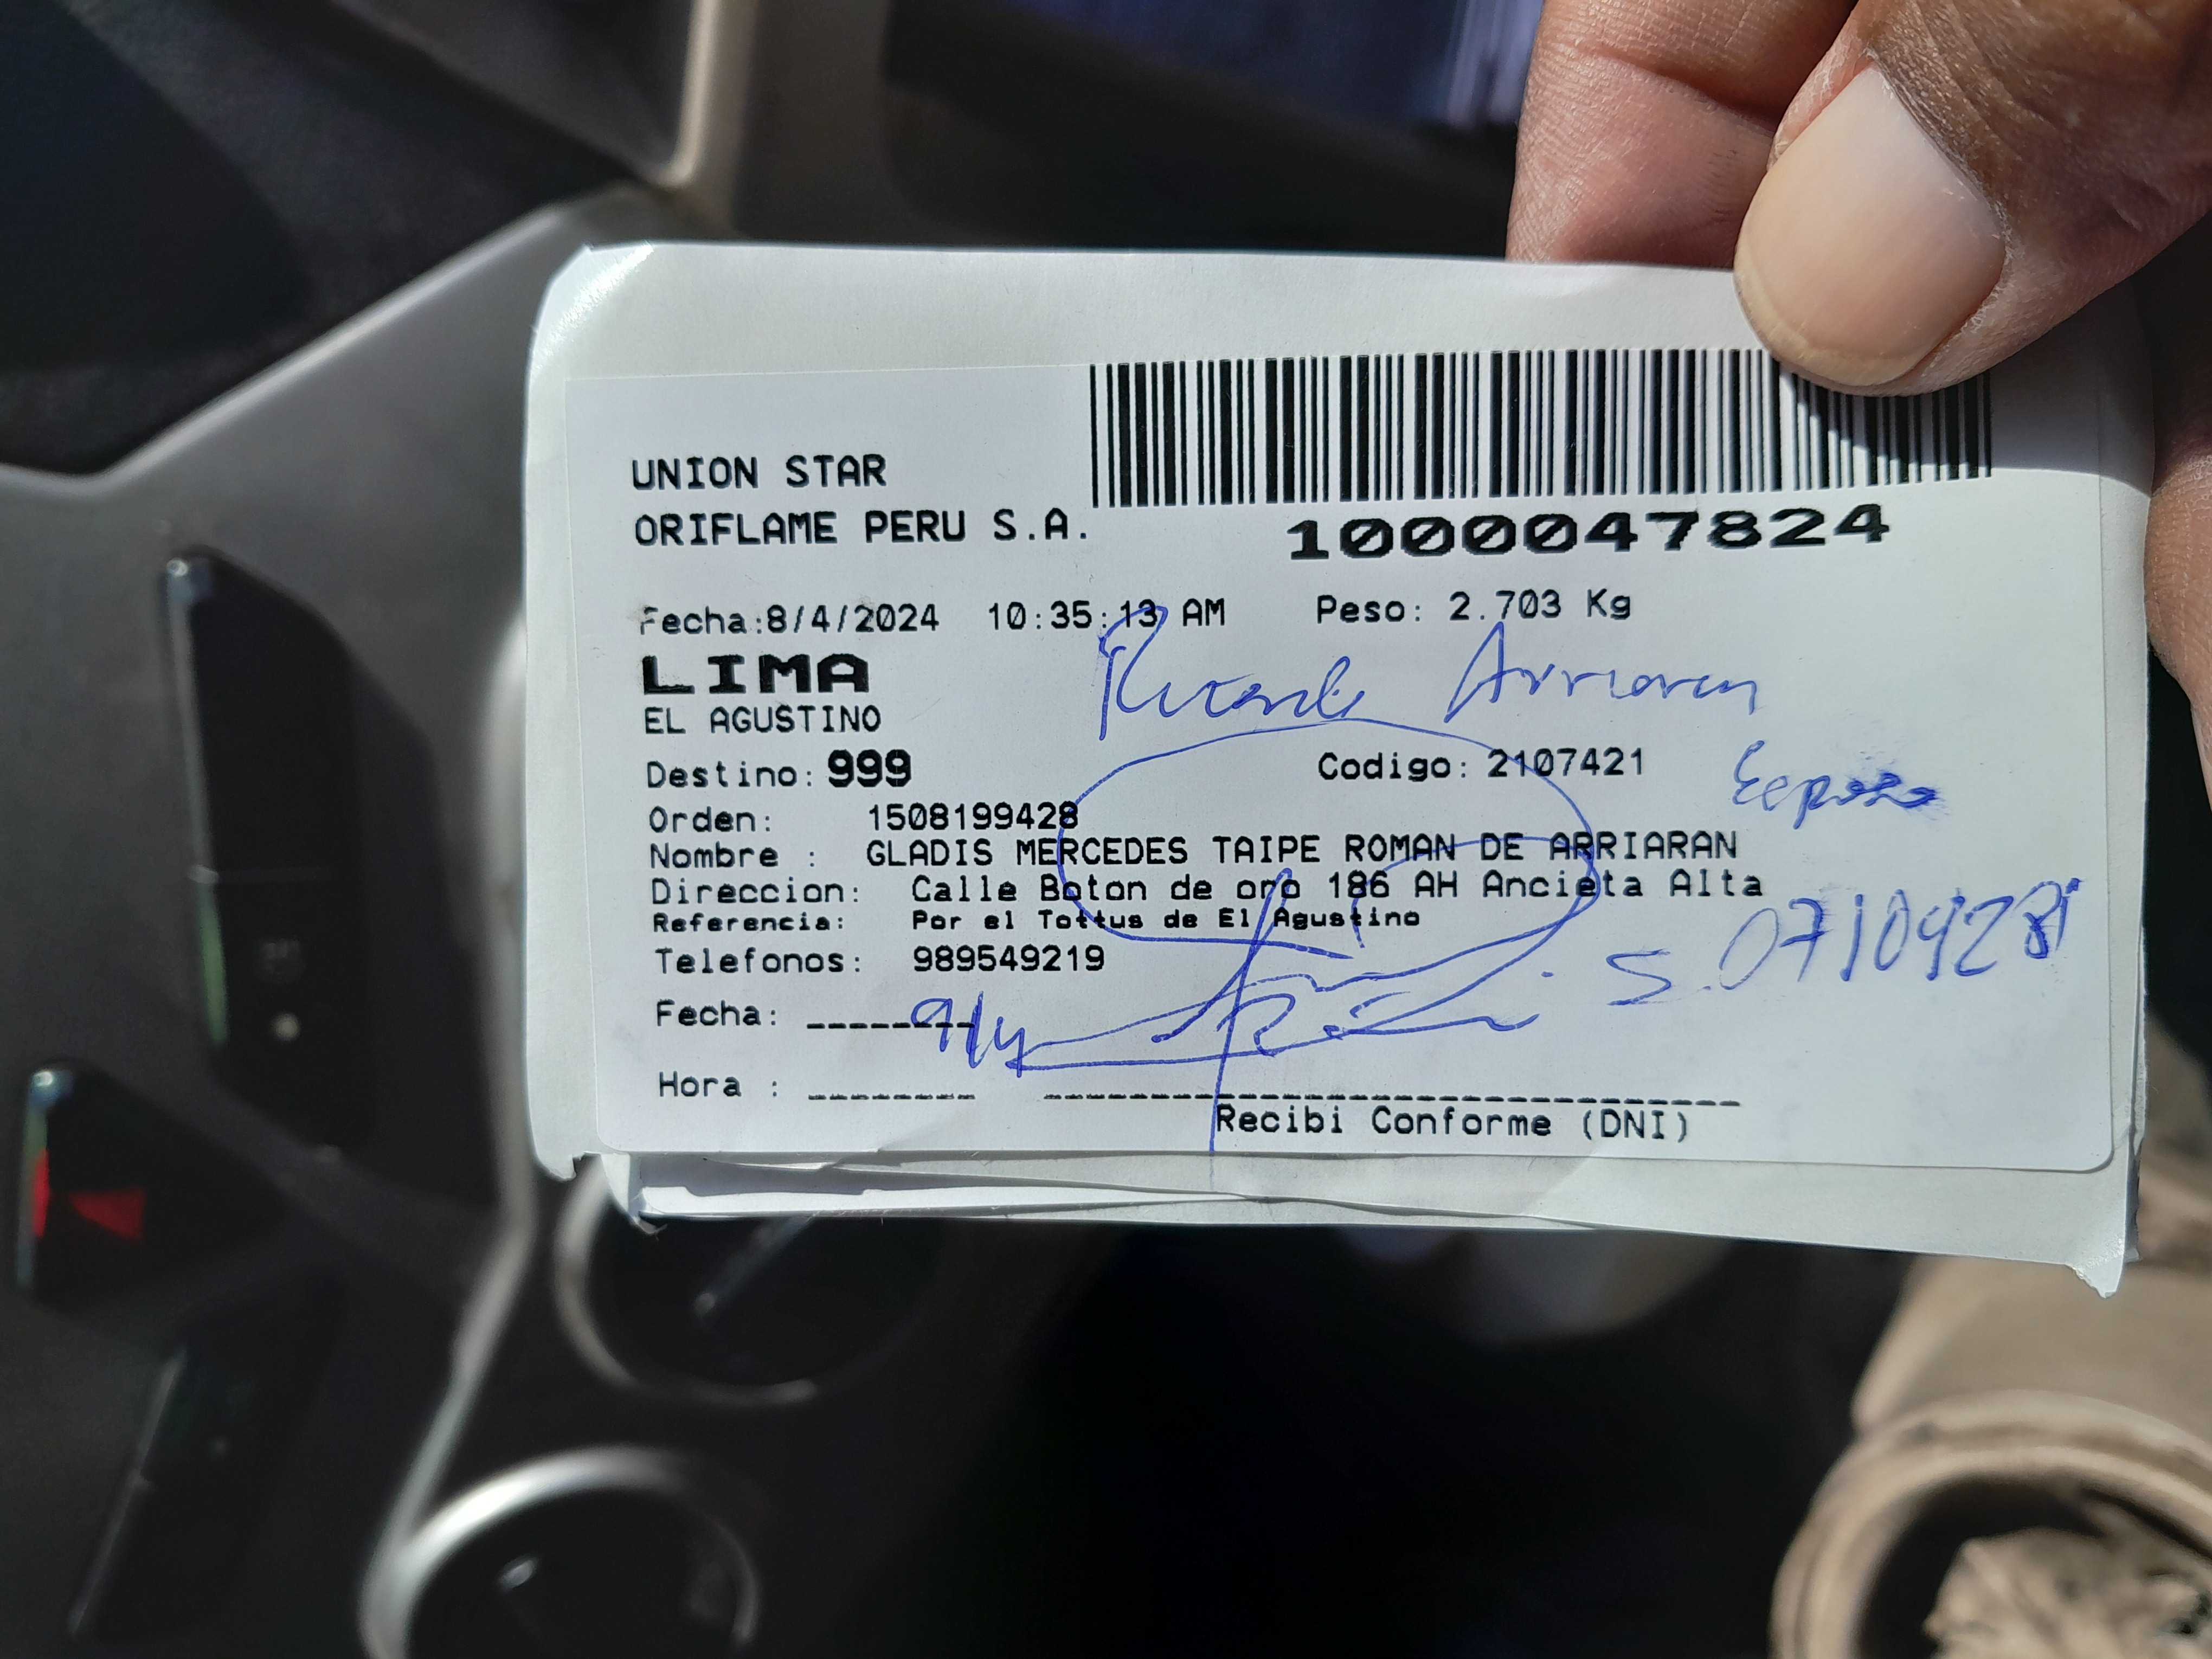 UNION STAR
ORIFLAME PERU S.A.
1000047824
Fecha:8/4/2024 10:35:13 AM Peso: 2.703 Kg
LIMA
Ricardo Arriaran
EL AGUSTINO
Destino: 999 Codigo: 2107421
Esposo
Orden: 1508199428
Nombre : GLADIS MERCEDES TAIPE ROMAN DE ARRIARAN
Direccion: Calle Boton de oro 186 AH Ancieta Alta
Referencia: Por el Tottus de El Agustino
Telefonos: 989549219
Fecha: 9/4
Hora :
Recibi Conforme (DNI)